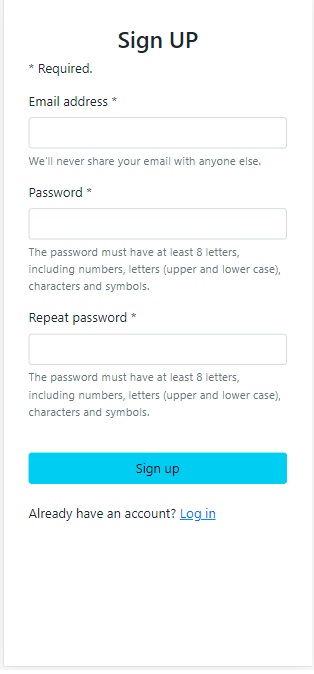 Sign UP
* Required.
Email address *
We'll never share your email with anyone else.
Password *
The password must have at least 8 letters,
including numbers, letters (upper and lower case),
characters and symbols.
Repeat password *
The password must have at least 8 letters,
including numbers, letters (upper and lower case),
characters and symbols.
Sign up
Already have an account? Log in